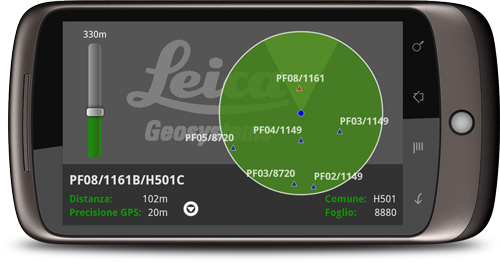 330m
Leica
Geosystems
PF08/1161
PF03/1149
PF04/1149
PF05/8720
PF03/8720
PF02/1149
PF08/1161B/H501C
Distanza: 102m
Comune: H501
Precisione GPS: 20m
Foglio: 8880